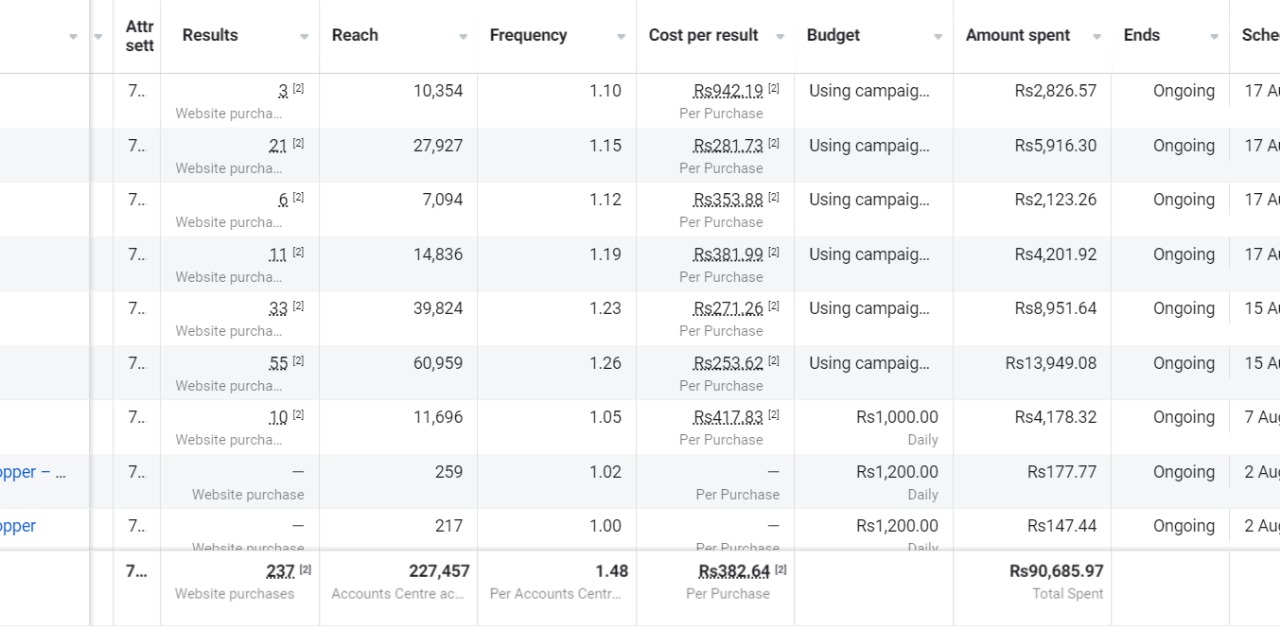 Attr sett Results Reach Frequency Cost per result Budget Amount spent Ends Sche
7... 3 [2] 10,354 1.10 Rs942.19 [2] Using campaig... Rs2,826.57 Ongoing 17 Au
Website purcha... Per Purchase
7... 21 [2] 27,927 1.15 Rs281.73 [2] Using campaig... Rs5,916.30 Ongoing 17 Au
Website purcha... Per Purchase
7... 6 [2] 7,094 1.12 Rs353.88 [2] Using campaig... Rs2,123.26 Ongoing 17 Au
Website purcha... Per Purchase
7... 11 [2] 14,836 1.19 Rs381.99 [2] Using campaig... Rs4,201.92 Ongoing 17 Au
Website purcha... Per Purchase
7... 33 [2] 39,824 1.23 Rs271.26 [2] Using campaig... Rs8,951.64 Ongoing 15 Au
Website purcha... Per Purchase
7... 55 [2] 60,959 1.26 Rs253.62 [2] Using campaig... Rs13,949.08 Ongoing 15 Au
Website purcha... Per Purchase
7... 10 [2] 11,696 1.05 Rs417.83 [2] Rs1,000.00 Rs4,178.32 Ongoing 7 Aug
Website purcha... Per Purchase Daily
opper – ... 7... — 259 1.02 — Rs1,200.00 Rs177.77 Ongoing 2 Aug
Website purchase Per Purchase Daily
opper 7... — 217 1.00 — Rs1,200.00 Rs147.44 Ongoing 2 Aug
Website purchase Per Purchase Daily
7... 237 [2] 227,457 1.48 Rs382.64 [2] Rs90,685.97
Website purchases Accounts Centre ac... Per Accounts Centr... Per Purchase Total Spent